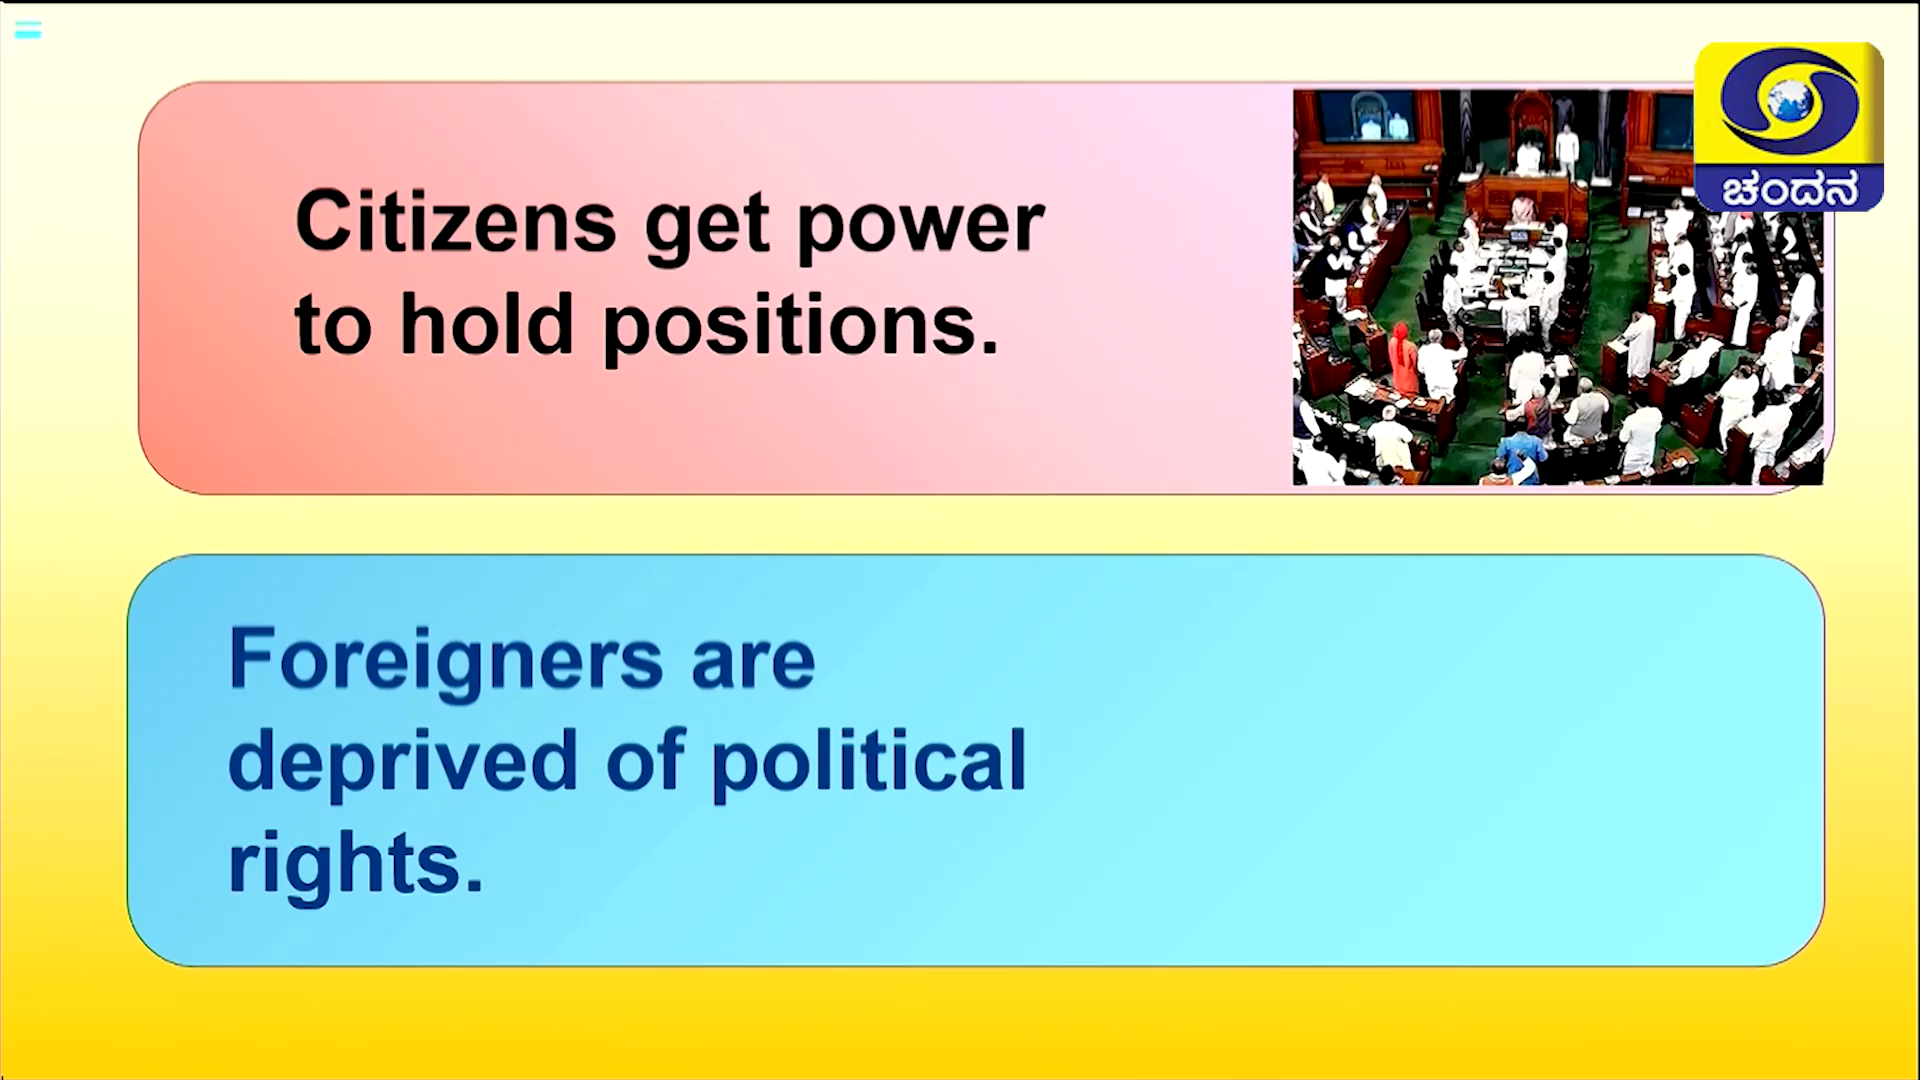 Citizens get power
to hold positions.
ಚಂದನ
Foreigners are
deprived of political
rights.